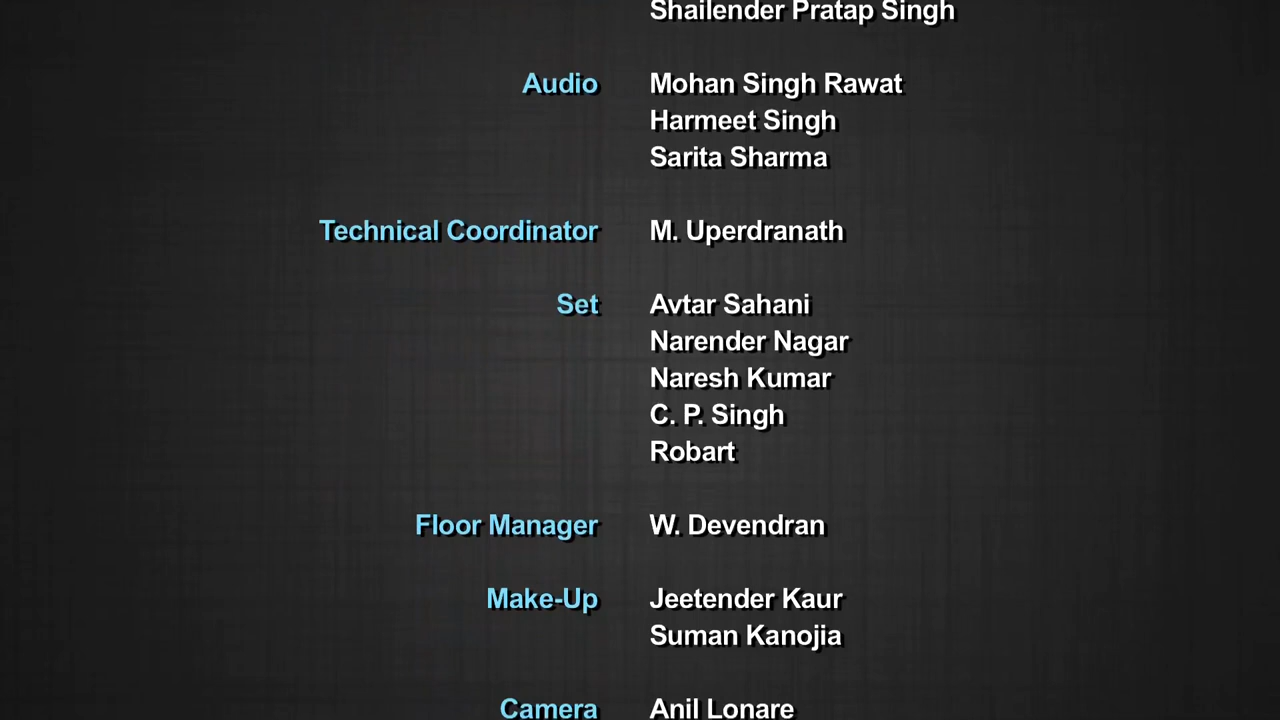 Shailender Pratap Singh
Audio Mohan Singh Rawat
Harmeet Singh
Sarita Sharma
Technical Coordinator M. Uperdranath
Set Avtar Sahani
Narender Nagar
Naresh Kumar
C. P. Singh
Robart
Floor Manager W. Devendran
Make-Up Jeetender Kaur
Suman Kanojia
Camera Anil Lonare